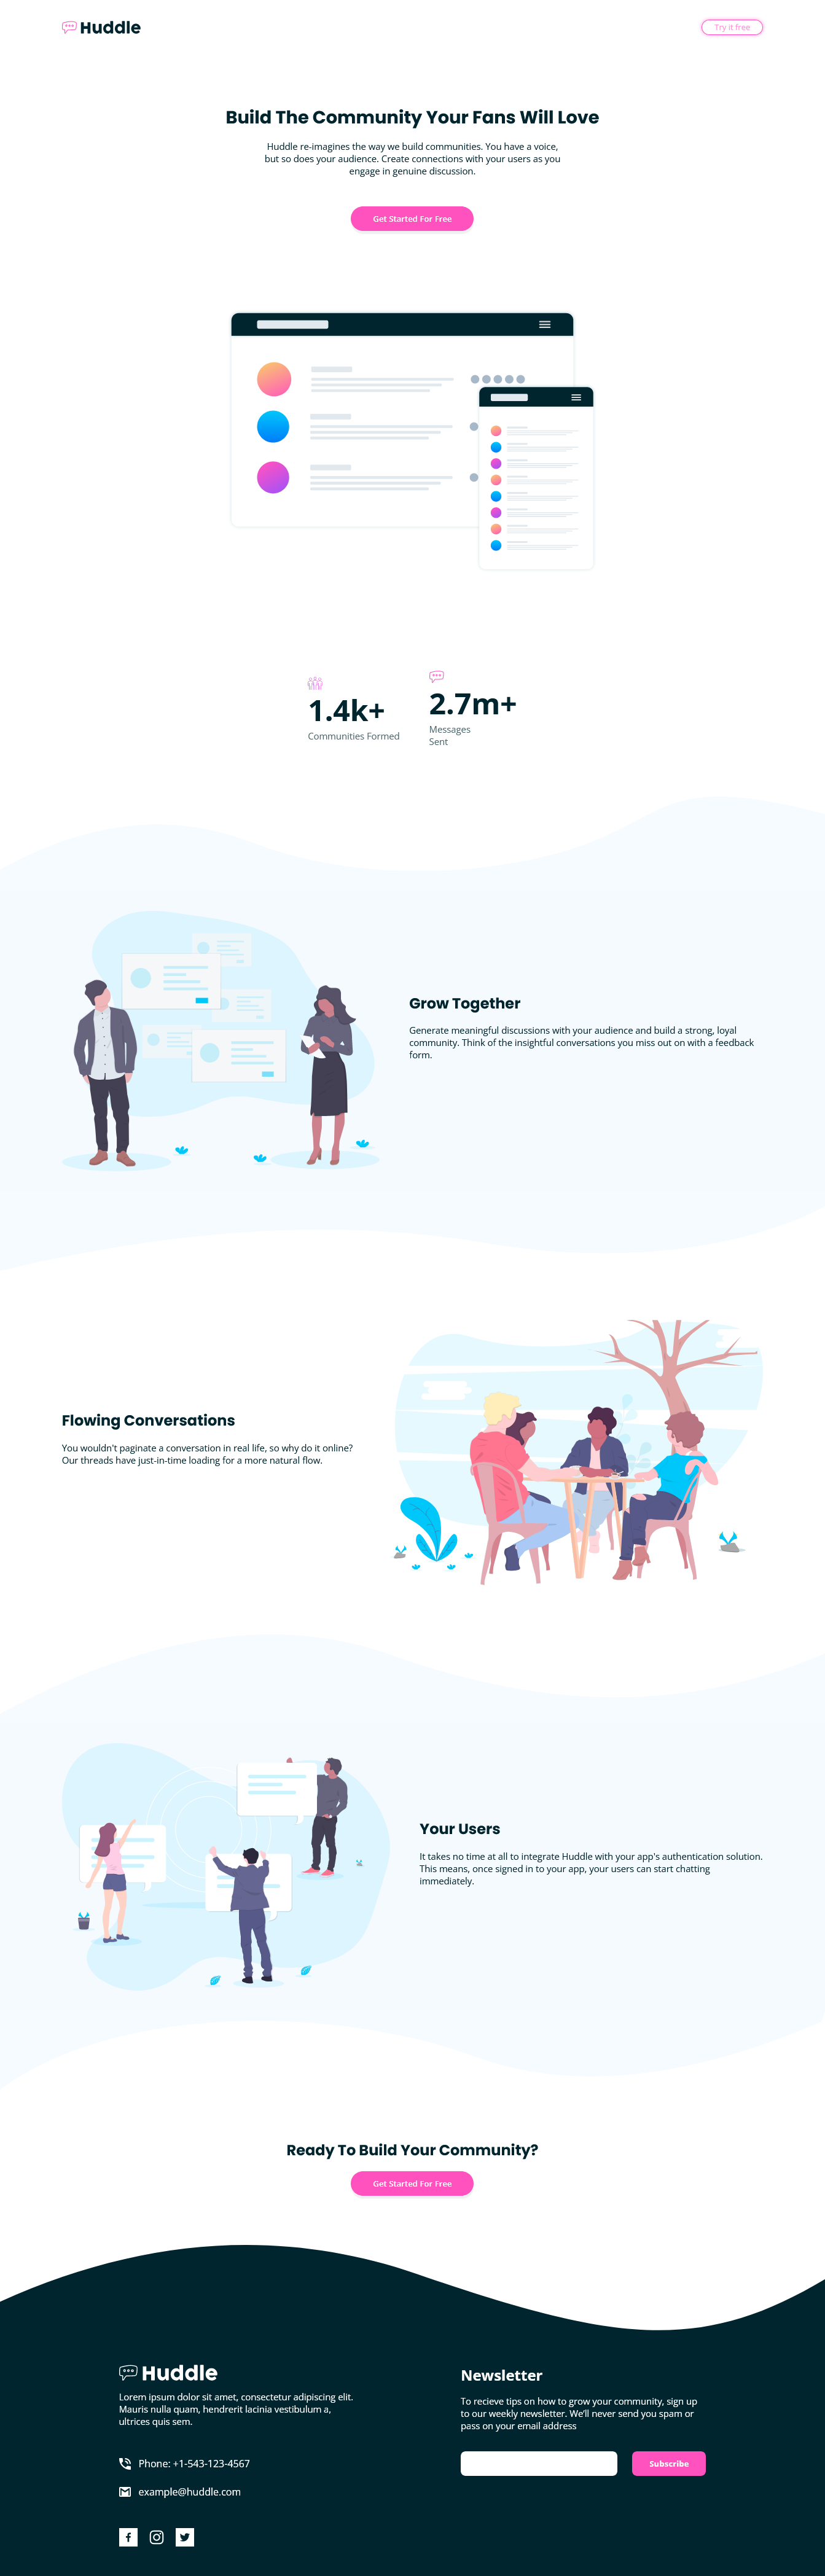 Huddle
Try it free
Build The Community Your Fans Will Love
Huddle re-imagines the way we build communities. You have a voice,
but so does your audience. Create connections with your users as you
engage in genuine discussion.
Get Started For Free
1.4k+
Communities Formed
2.7m+
Messages
Sent
Grow Together
Generate meaningful discussions with your audience and build a strong, loyal
community. Think of the insightful conversations you miss out on with a feedback
form.
Flowing Conversations
You wouldn't paginate a conversation in real life, so why do it online?
Our threads have just-in-time loading for a more natural flow.
Your Users
It takes no time at all to integrate Huddle with your app's authentication solution.
This means, once signed in to your app, your users can start chatting
immediately.
Ready To Build Your Community?
Get Started For Free
Huddle
Lorem ipsum dolor sit amet, consectetur adipiscing elit.
Mauris nulla quam, hendrerit lacinia vestibulum a,
ultrices quis sem.
Phone: +1-543-123-4567
example@huddle.com
Newsletter
To recieve tips on how to grow your community, sign up
to our weekly newsletter. We'll never send you spam or
pass on your email address
Subscribe